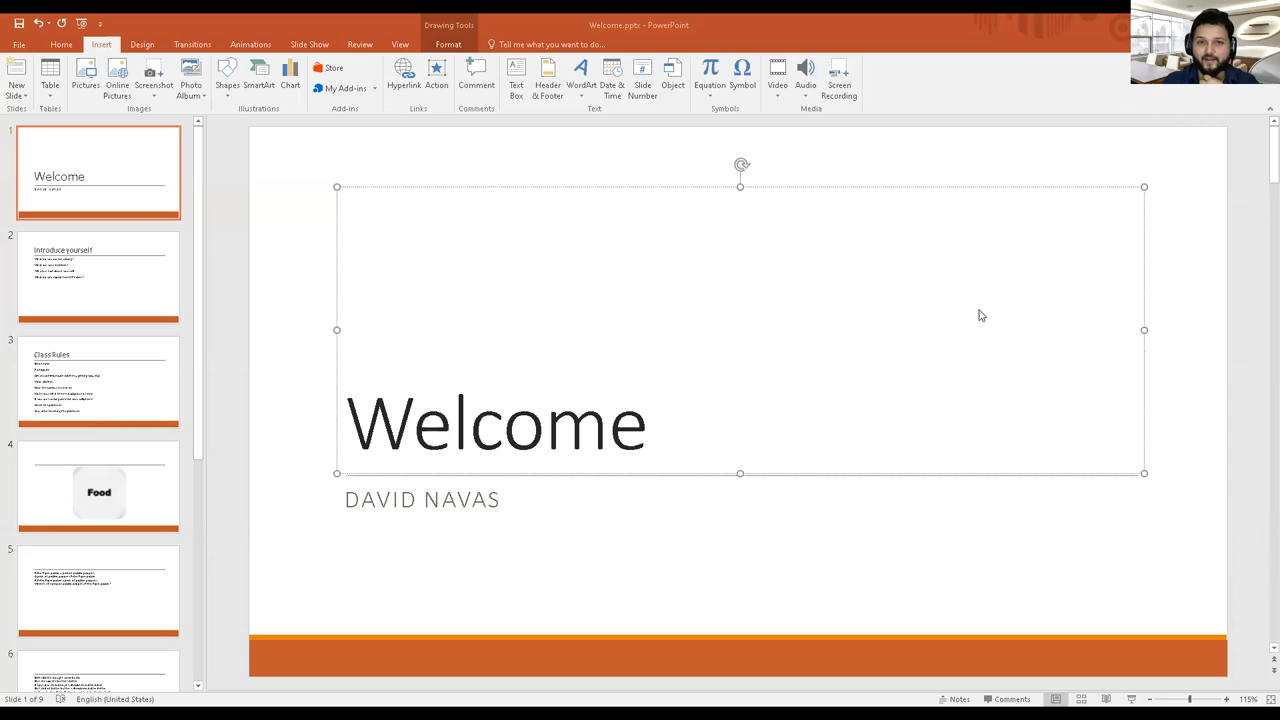 Welcome.pptx - PowerPoint
Drawing Tools
File Home Insert Design Transitions Animations Slide Show Review View Format Tell me what you want to do...
New Slide
Table
Pictures
Online Pictures
Screenshot
Photo Album
Shapes
SmartArt
Chart
Store
My Add-ins
Hyperlink
Action
Comment
Text Box
Header & Footer
WordArt
Date & Time
Slide Number
Object
Equation
Symbol
Video
Audio
Screen Recording
Slides Tables Images Illustrations Add-ins Links Comments Text Symbols Media
1
Welcome
DAVID NAVAS
2
Introduce yourself
3
Class Rules
4
Food
5
6
Welcome
DAVID NAVAS
Slide 1 of 9 English (United States) Notes Comments 115%